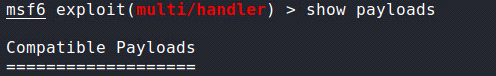 msf6 exploit(multi/handler) > show payloads
Compatible Payloads
===================